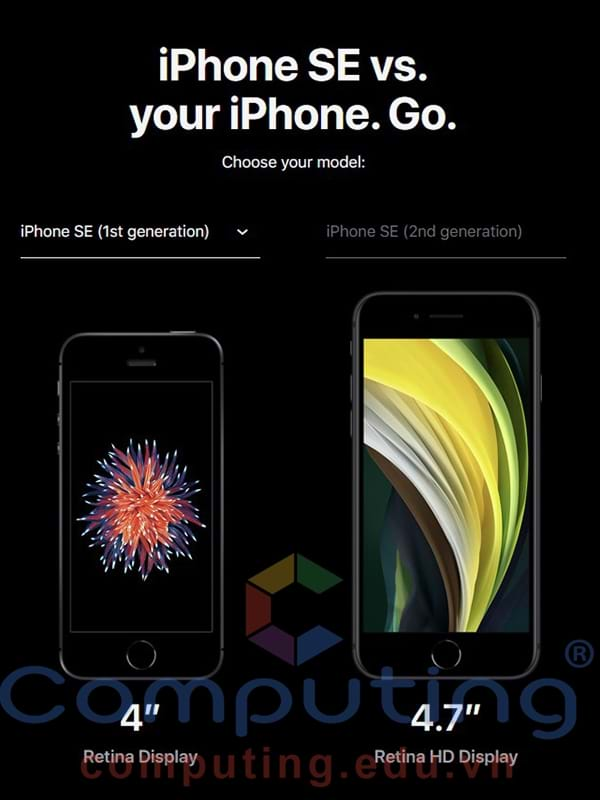 iPhone SE vs.
your iPhone. Go.
Choose your model:
iPhone SE (1st generation)
iPhone SE (2nd generation)
Computing®
4″
4.7″
Retina Display
Retina HD Display
computing.edu.vn